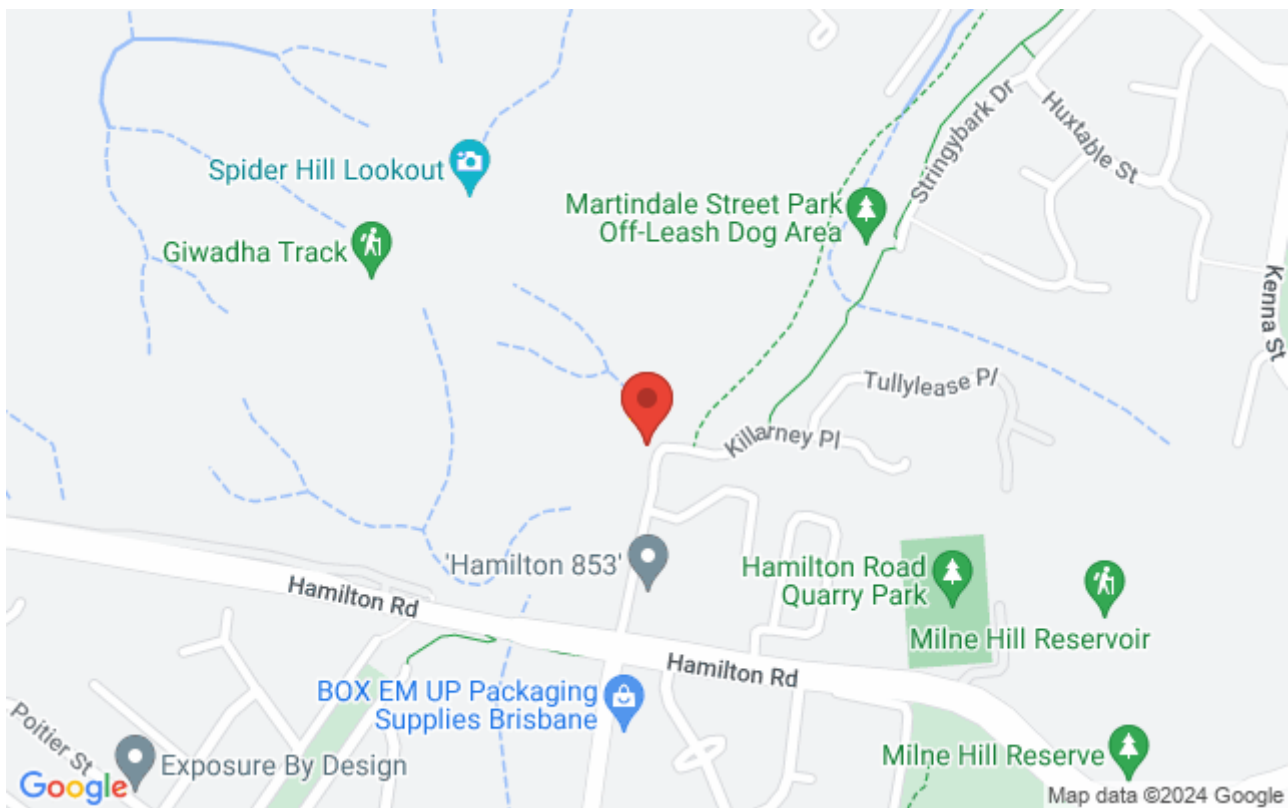 Spider Hill Lookout
Giwadha Track
Martindale Street Park
Off-Leash Dog Area
Stringybark Dr
Huxtable St
Kenna St
Tullylease Pl
Killarney Pl
'Hamilton 853'
Hamilton Road
Quarry Park
Milne Hill Reservoir
Hamilton Rd
Hamilton Rd
BOX EM UP Packaging
Supplies Brisbane
Poitier St
Exposure By Design
Milne Hill Reserve
Google
Map data ©2024 Google